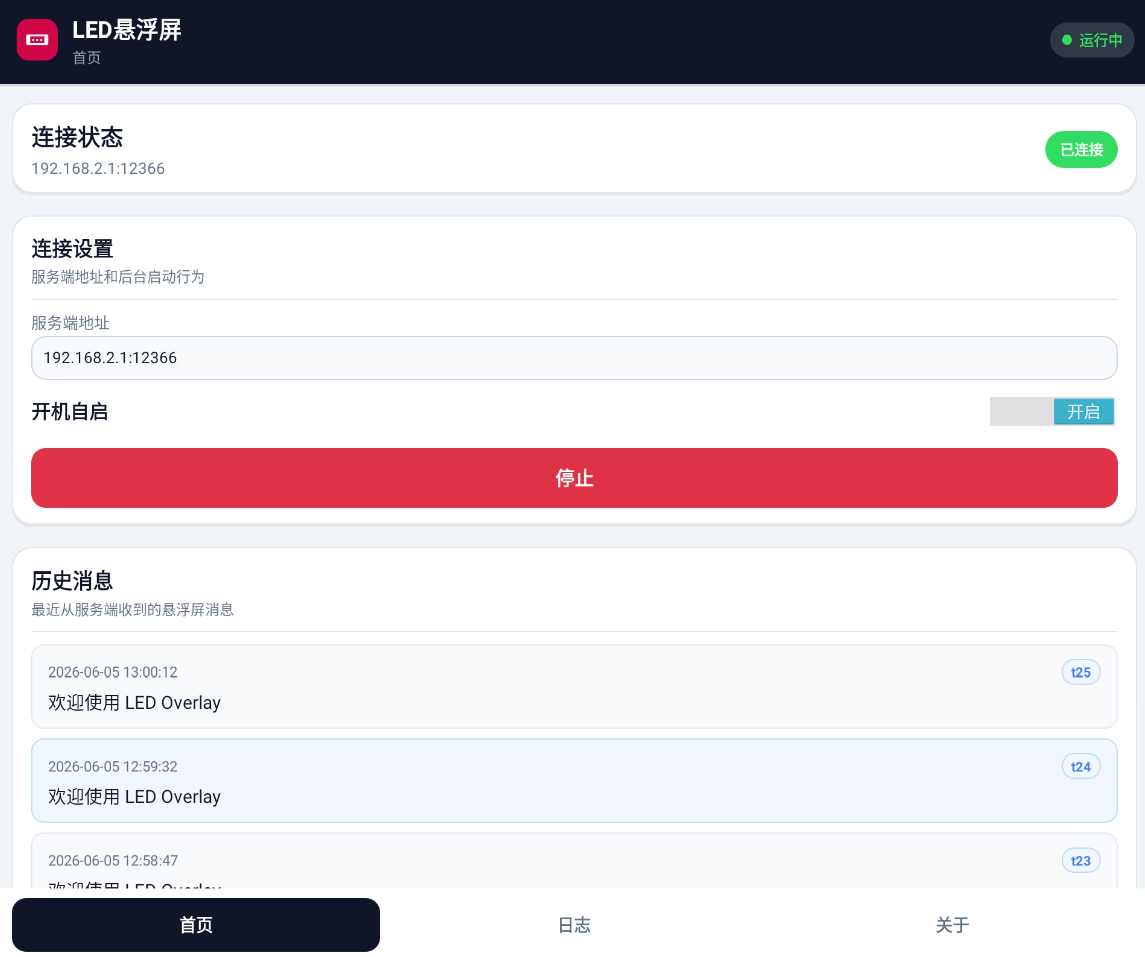 LED悬浮屏
首页
运行中
连接状态
192.168.2.1:12366
已连接
连接设置
服务端地址和后台启动行为
服务端地址
192.168.2.1:12366
开机自启
开启
停止
历史消息
最近从服务端收到的悬浮屏消息
2026-06-05 13:00:12
t25
欢迎使用 LED Overlay
2026-06-05 12:59:32
t24
欢迎使用 LED Overlay
2026-06-05 12:58:47
t23
欢迎使用 LED Overlay
首页
日志
关于